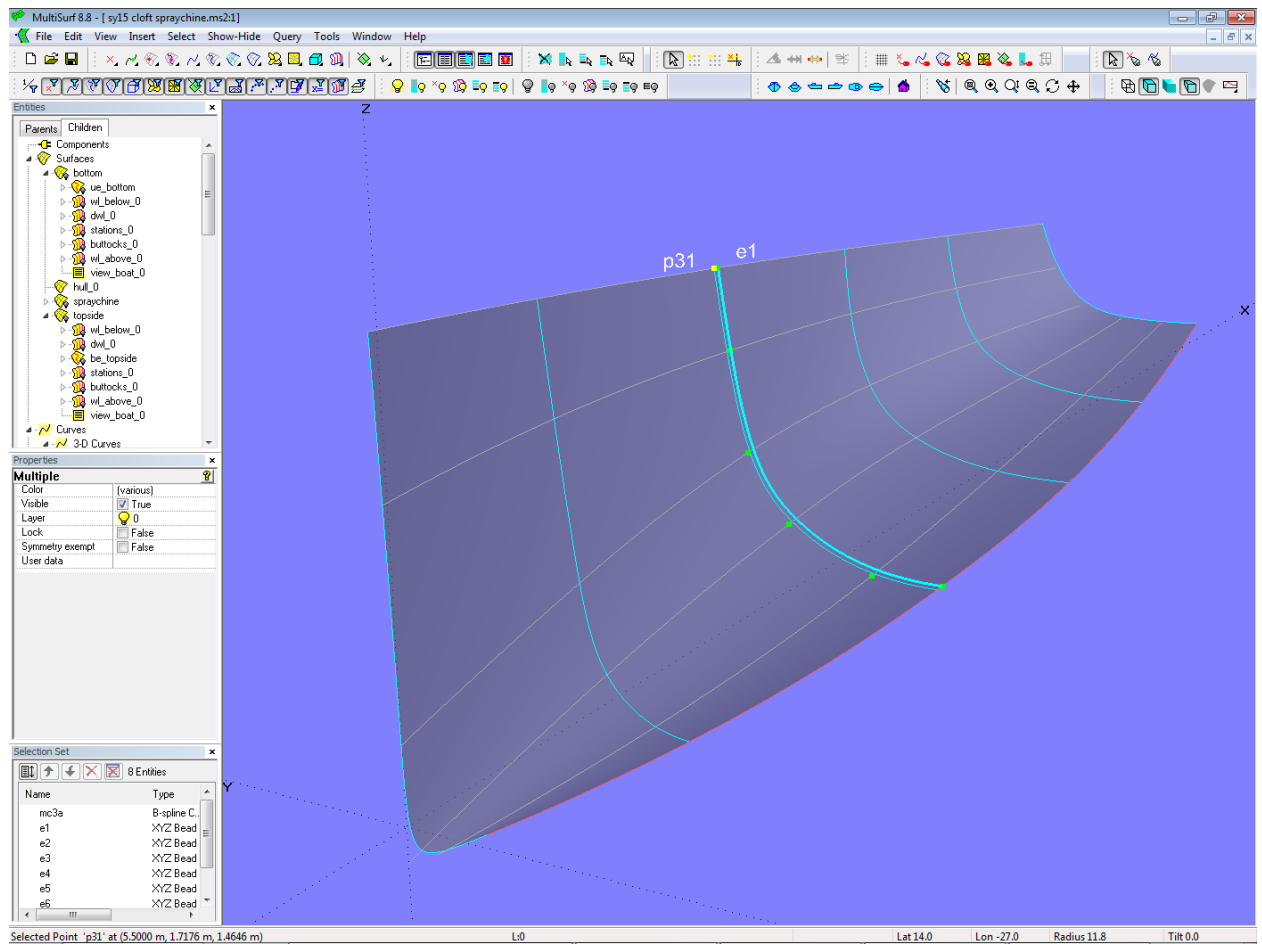 MultiSurf 8.8 - [ sy15 cloft spraychine.ms2:1]
File Edit View Insert Select Show-Hide Query Tools Window Help
Entities
Parents Children
Components
Surfaces
bottom
ue_bottom
wl_below_0
dwl_0
stations_0
buttocks_0
wl_above_0
view_boat_0
hull_0
spraychine
topside
wl_below_0
dwl_0
be_topside
stations_0
buttocks_0
wl_above_0
view_boat_0
Curves
3-D Curves
Properties
Multiple
Color {various}
Visible True
Layer 0
Lock False
Symmetry exempt False
User data
Selection Set
8 Entities
Name Type
mc3a B-spline C..
e1 XYZ Bead
e2 XYZ Bead
e3 XYZ Bead
e4 XYZ Bead
e5 XYZ Bead
e6 XYZ Bead
Z
p31 e1
X
Y
Selected Point 'p31' at (5.5000 m, 1.7176 m, 1.4646 m) L:0 Lat 14.0 Lon -27.0 Radius 11.8 Tilt 0.0